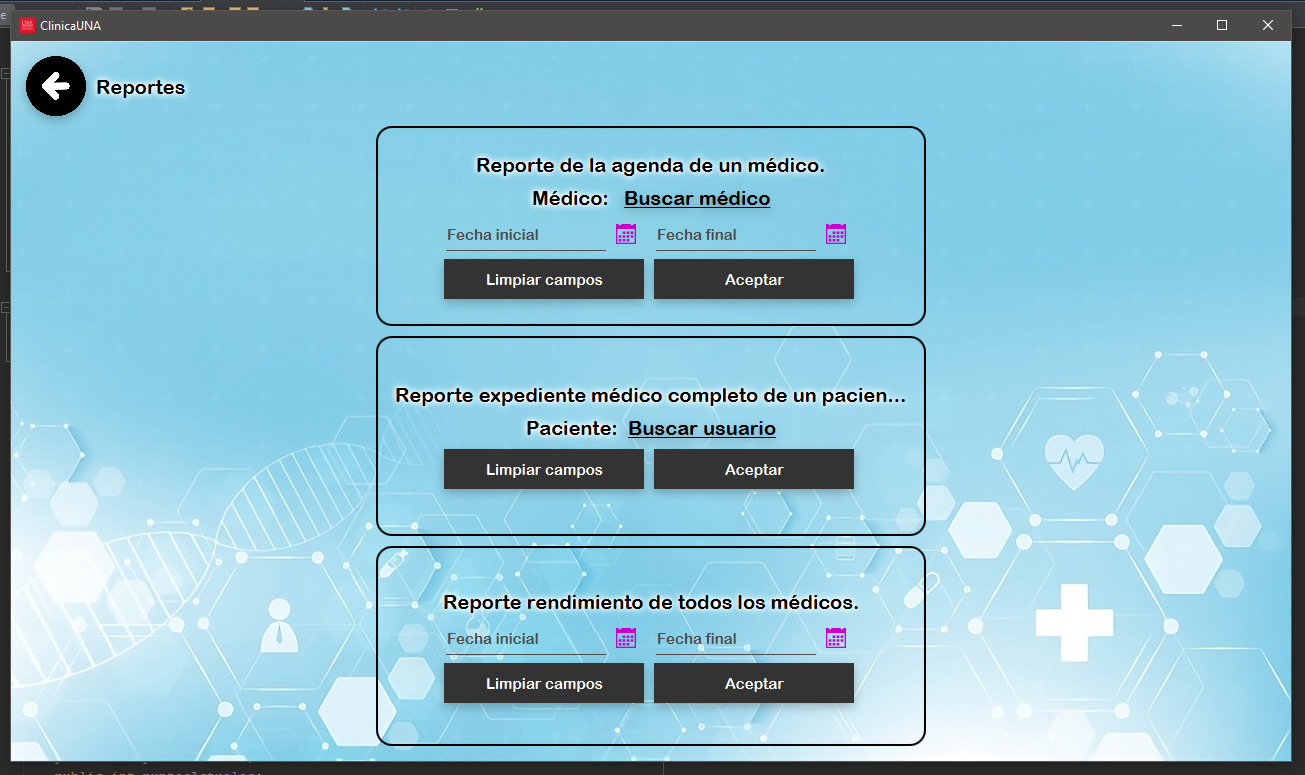 ClinicaUNA
Reportes
Reporte de la agenda de un médico.
Médico: Buscar médico
Fecha inicial Fecha final
Limpiar campos Aceptar
Reporte expediente médico completo de un pacien...
Paciente: Buscar usuario
Limpiar campos Aceptar
Reporte rendimiento de todos los médicos.
Fecha inicial Fecha final
Limpiar campos Aceptar